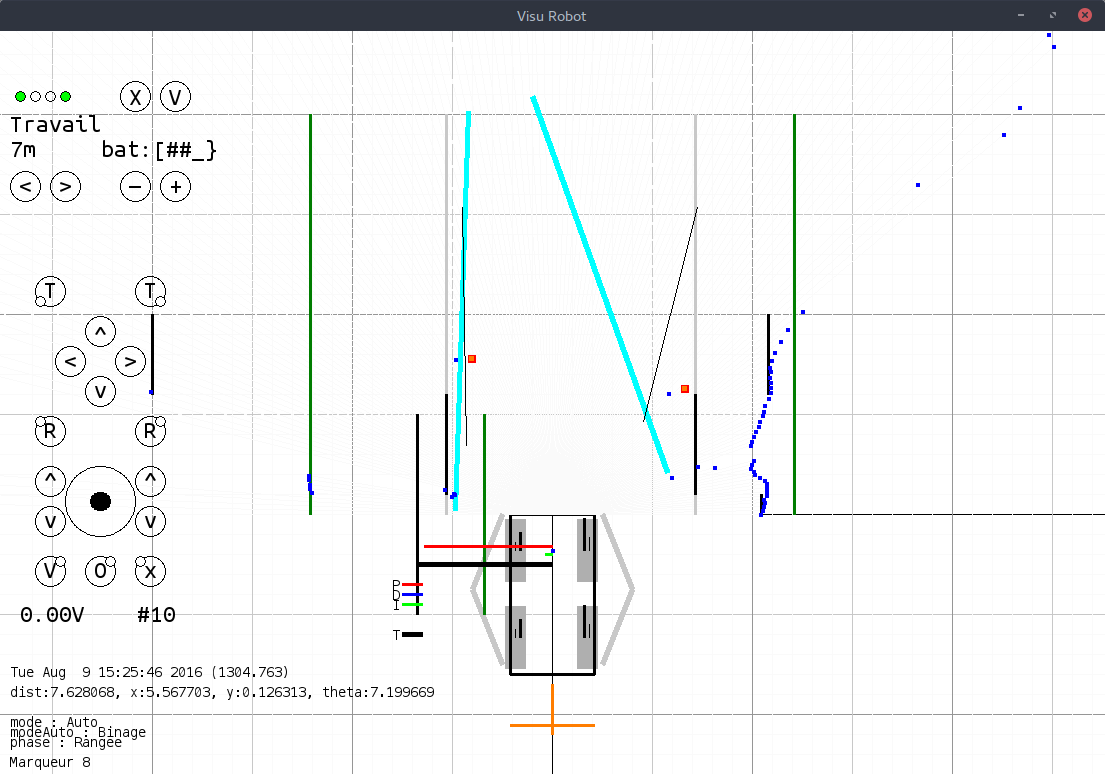 Visu Robot
X V
Travail
7m bat:[##_}
< > − +
T T
^
< >
v
R R
^ ^
v v
V O x
P
D
I
0.00V #10
T
Tue Aug 9 15:25:46 2016 (1304.763)
dist:7.628068, x:5.567703, y:0.126313, theta:7.199669
mode : Auto
modeAuto : Binage
phase : Rangee
Marqueur 8